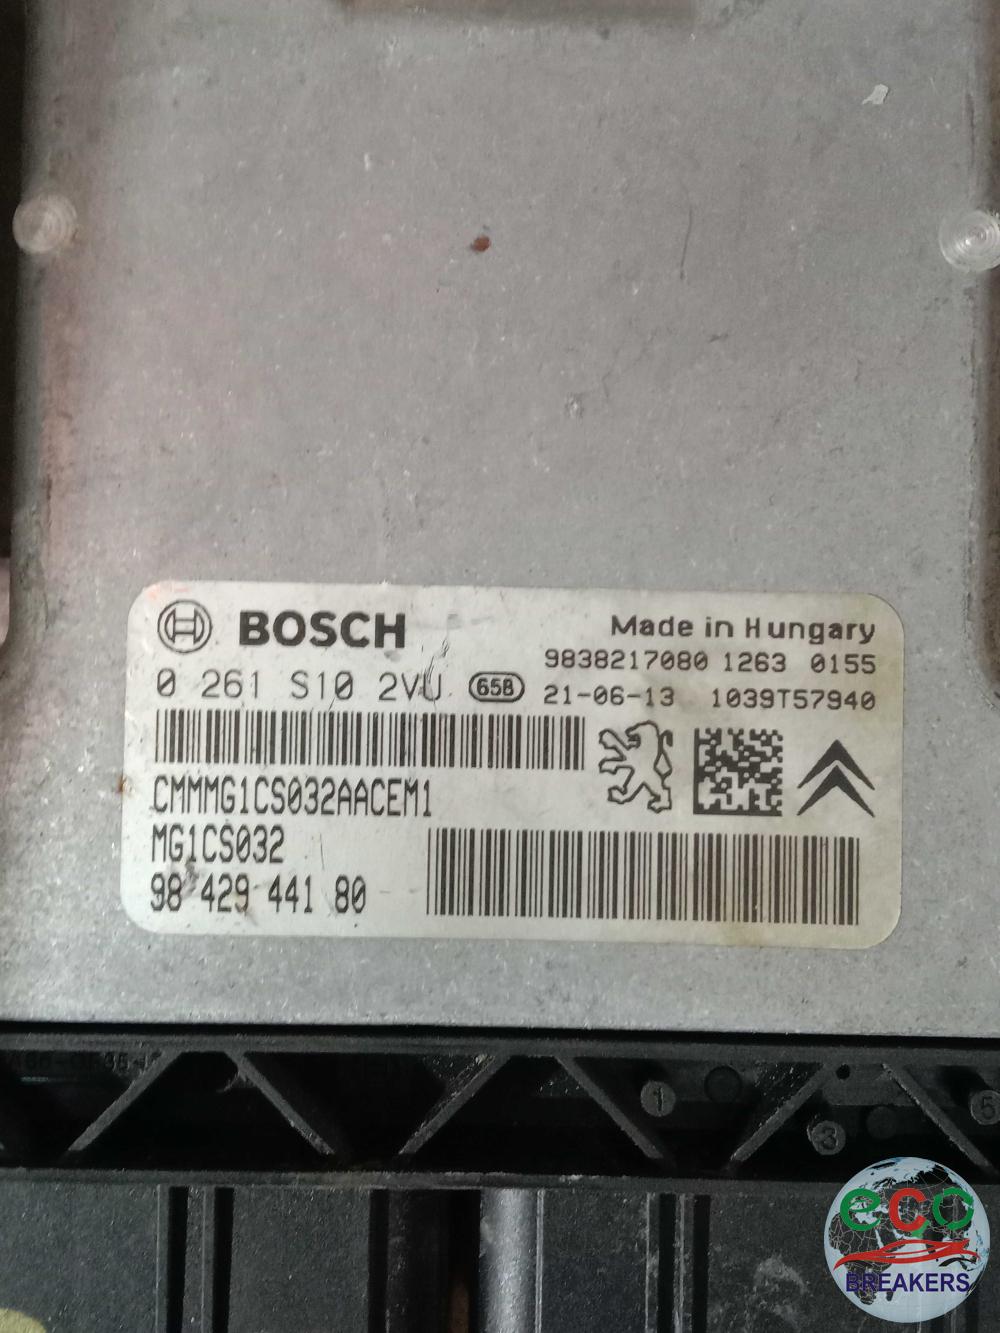 BOSCH
Made in Hungary
9838217080 1263 0155
0 261 S10 2VU 65B 21-06-13 1039T57940
CMMMG1CS032AACEM1
MG1CS032
98 429 441 80
1
3
5
eco
BREAKERS